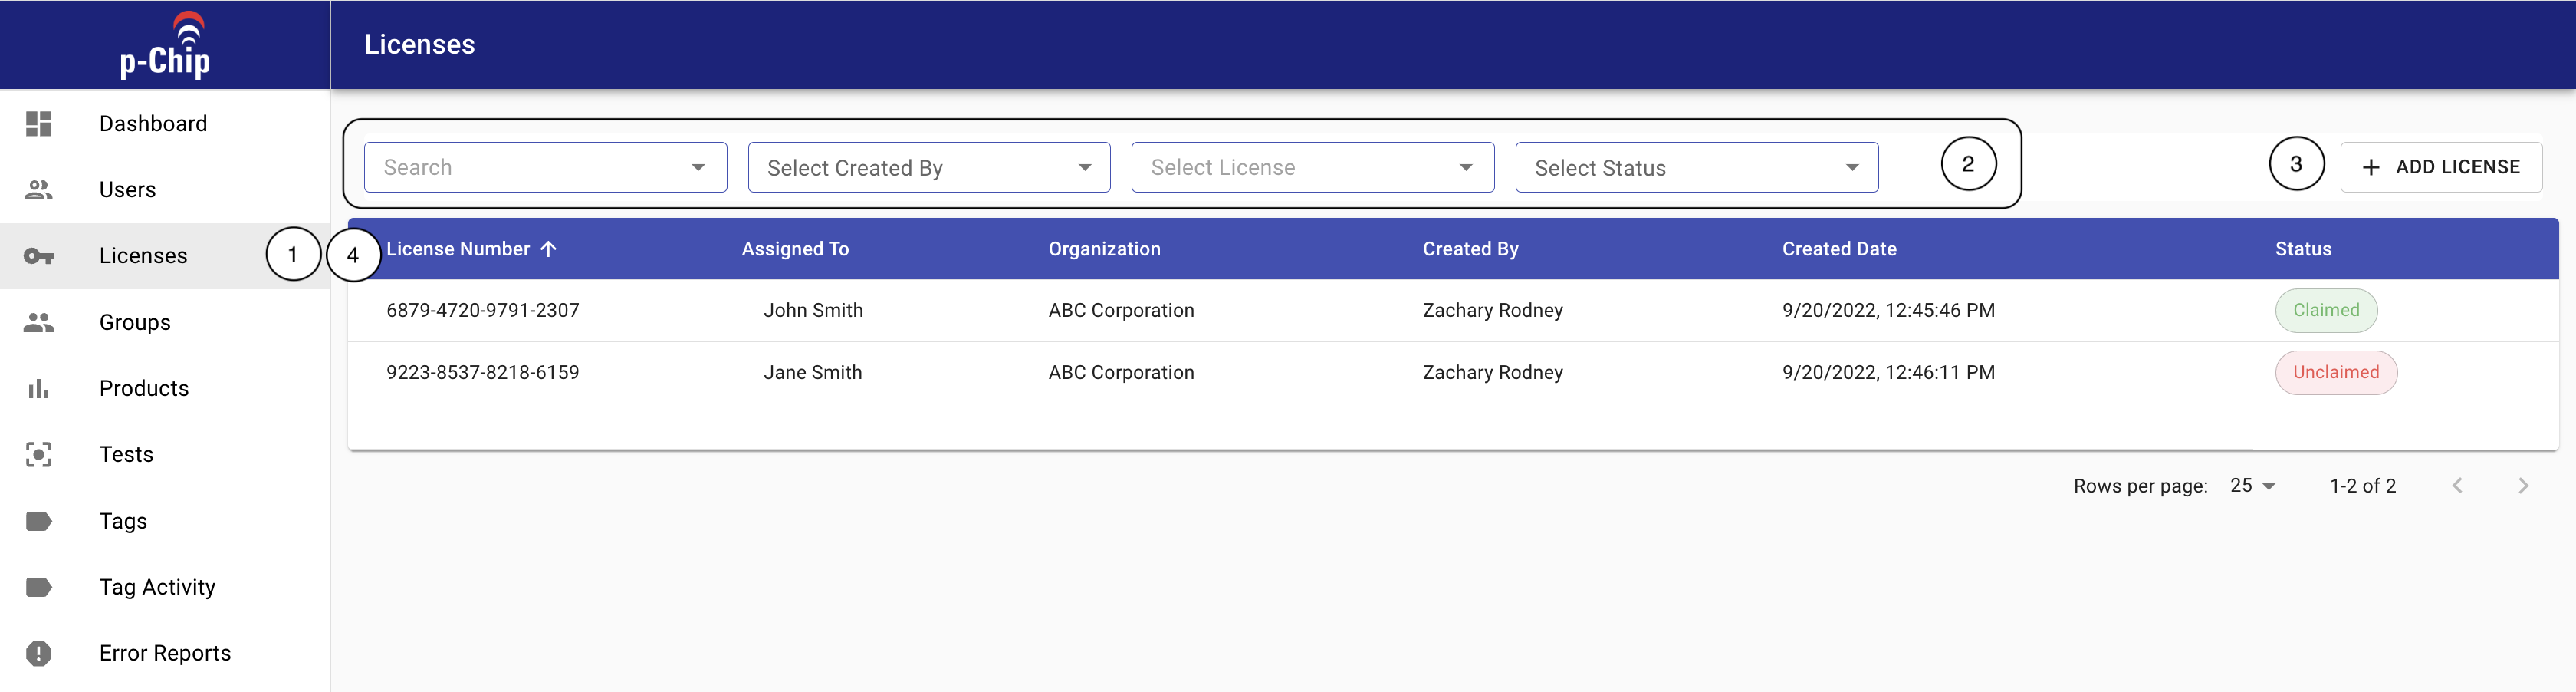 p-Chip
Licenses
Dashboard
Users
Licenses 1
Groups
Products
Tests
Tags
Tag Activity
Error Reports
Search Select Created By Select License Select Status 2 3 + ADD LICENSE
4 License Number ↑ Assigned To Organization Created By Created Date Status
6879-4720-9791-2307 John Smith ABC Corporation Zachary Rodney 9/20/2022, 12:45:46 PM Claimed
9223-8537-8218-6159 Jane Smith ABC Corporation Zachary Rodney 9/20/2022, 12:46:11 PM Unclaimed
Rows per page: 25 1-2 of 2